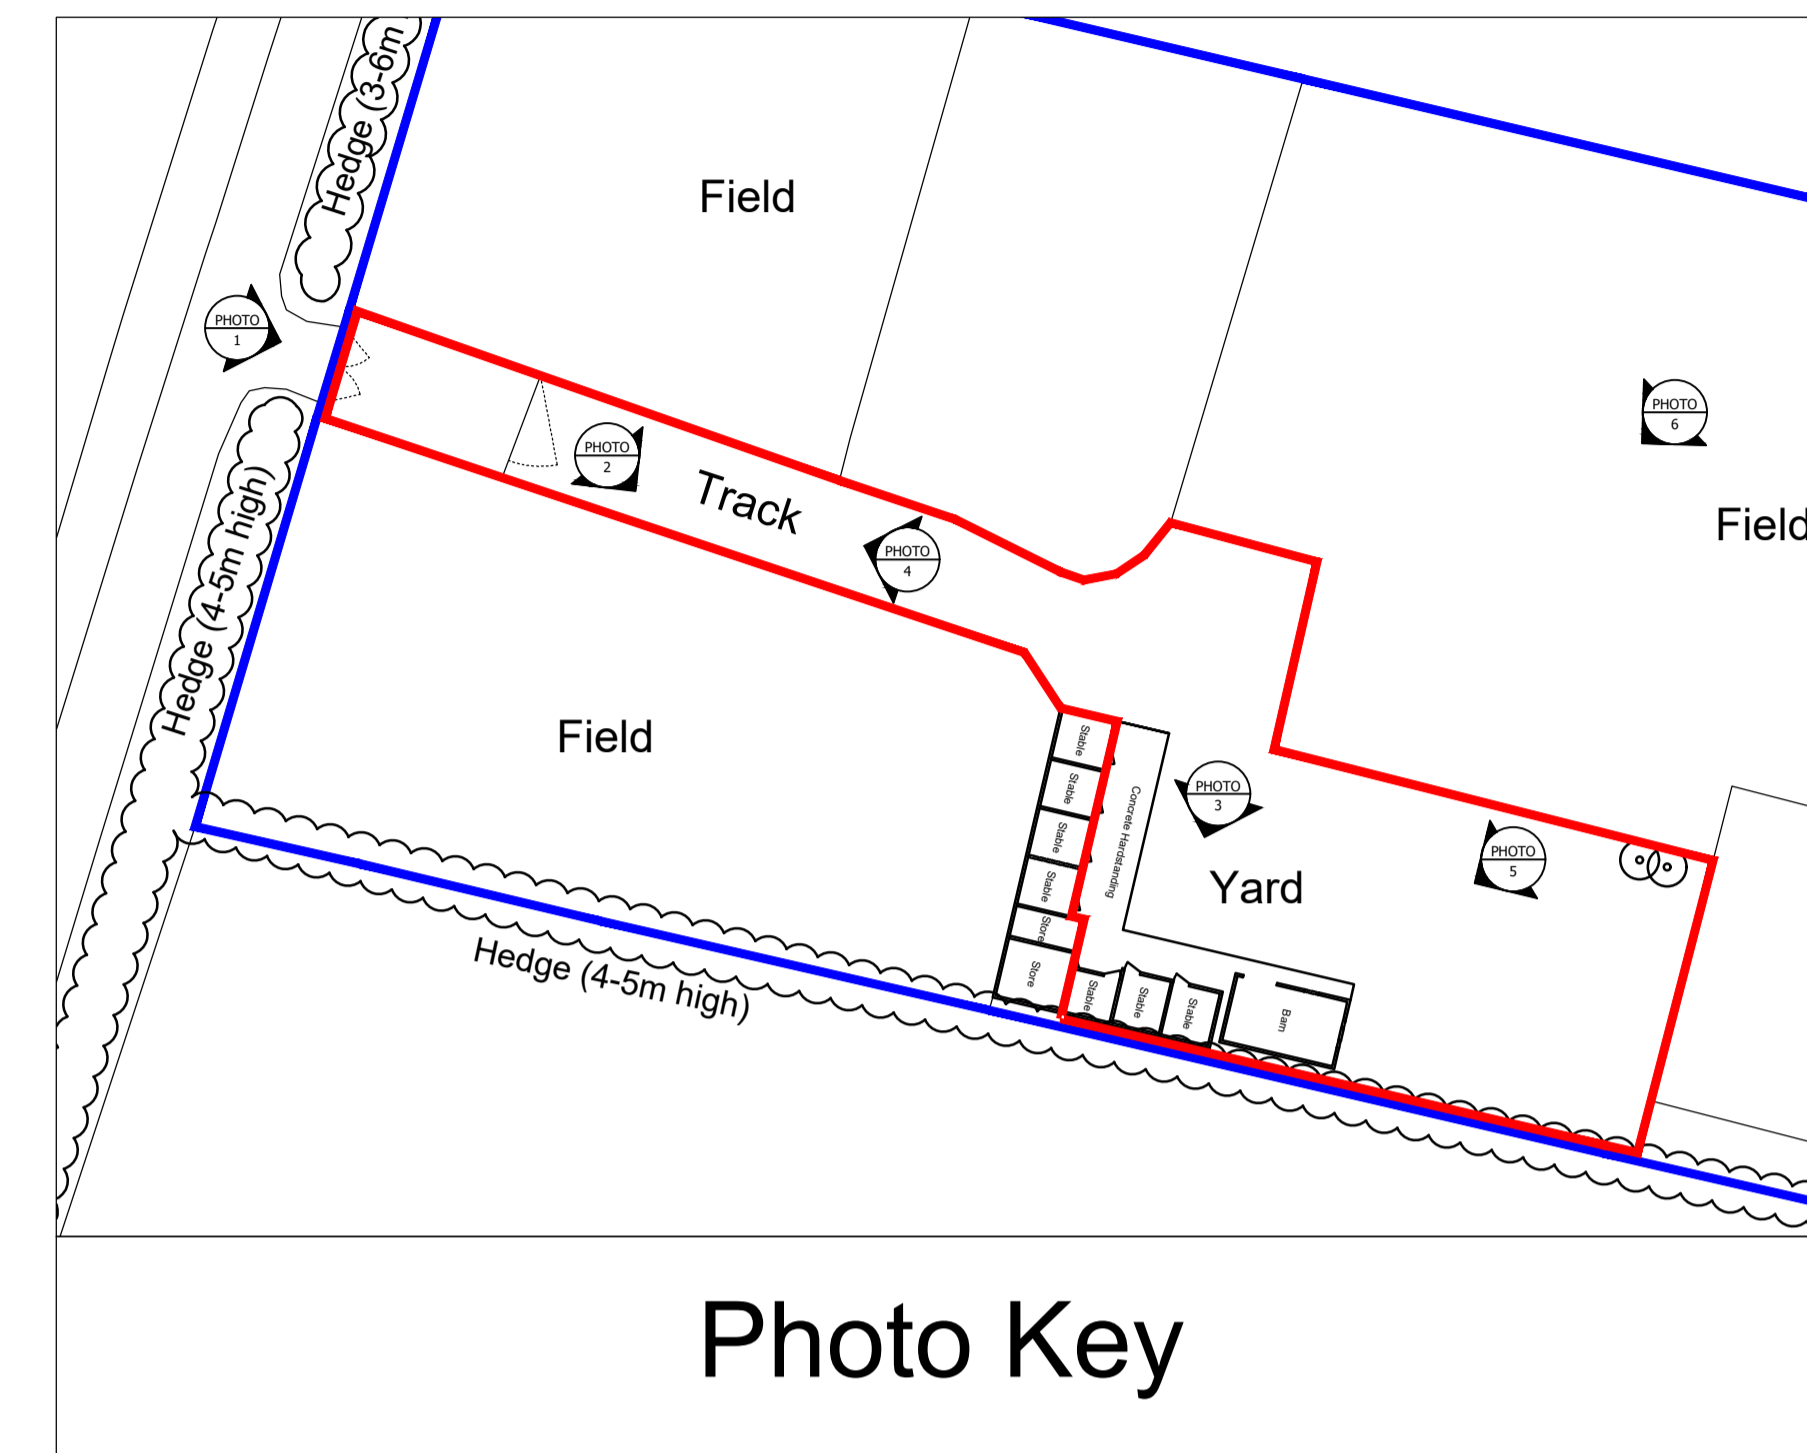 Hedge (3-6m
Field
PHOTO
1
PHOTO
6
PHOTO
2
Track
Field
PHOTO
4
Hedge (4-5m high)
Field
Stable
Stable
Stable
Stable
Store
Store
Concrete Hardstanding
PHOTO
3
PHOTO
5
Yard
Hedge (4-5m high)
Stable
Stable
Stable
Barn
Photo Key